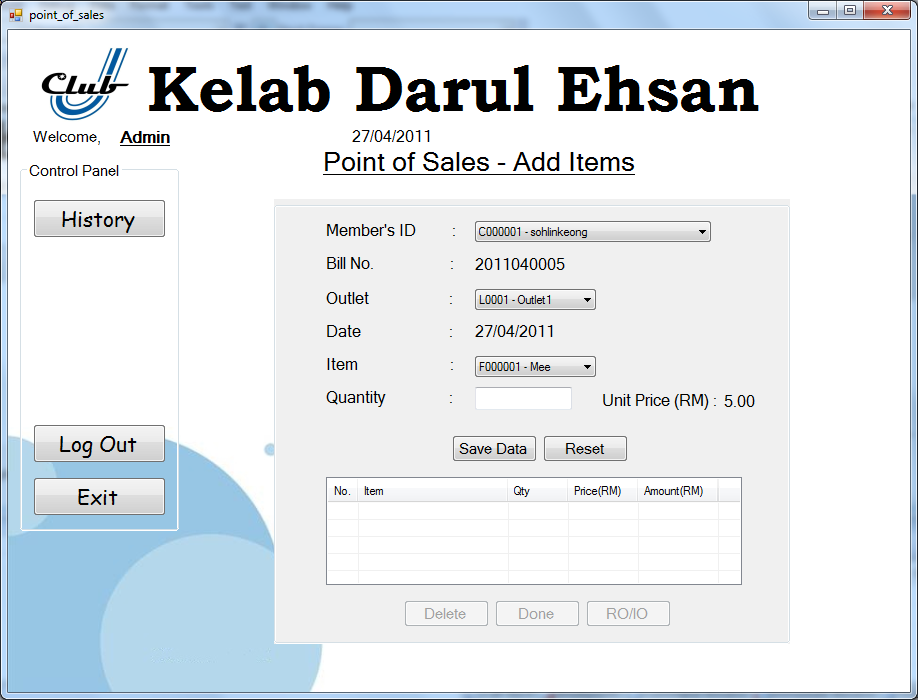 point_of_sales
Club Kelab Darul Ehsan
Welcome, Admin
27/04/2011
Point of Sales - Add Items
Control Panel
History
Log Out
Exit
Member's ID : C000001 - sohlinkeong
Bill No. : 2011040005
Outlet : L0001 - Outlet1
Date : 27/04/2011
Item : F000001 - Mee
Quantity : Unit Price (RM) : 5.00
Save Data Reset
No. Item Qty Price(RM) Amount(RM)
Delete Done RO/IO